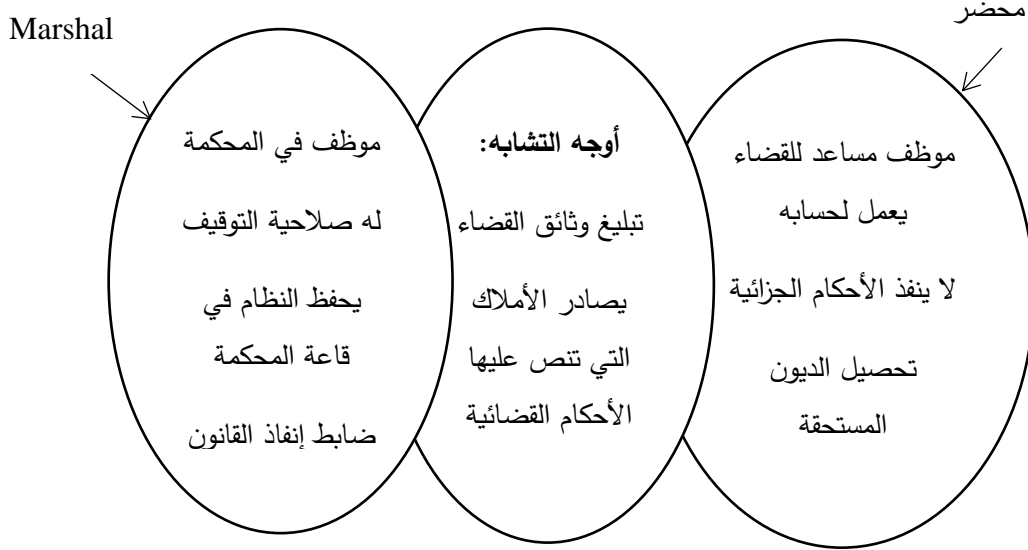 محضر
Marshal
موظف مساعد للقضاء
يعمل لحسابه
لا ينفذ الأحكام الجزائية
تحصيل الديون
المستحقة
أوجه التشابه:
تبليغ وثائق القضاء
يصادر الأملاك
التي تنص عليها
الأحكام القضائية
موظف في المحكمة
له صلاحية التوقيف
يحفظ النظام في
قاعة المحكمة
ضابط إنفاذ القانون